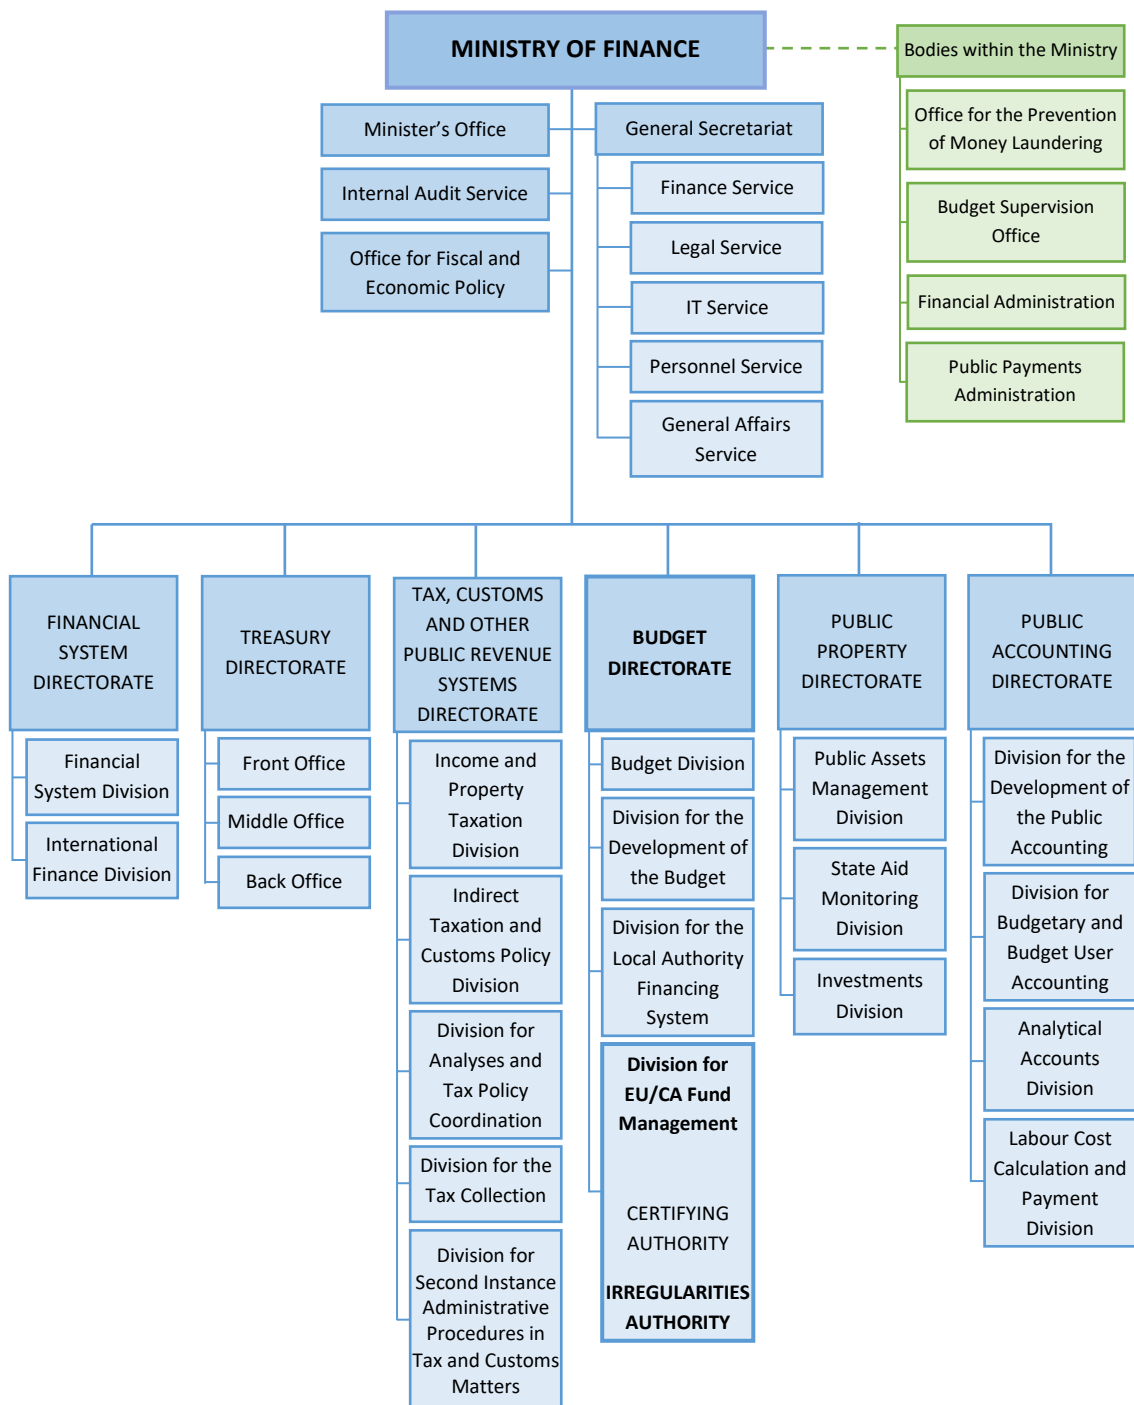 MINISTRY OF FINANCE
Bodies within the Ministry
Office for the Prevention
of Money Laundering
Budget Supervision
Office
Financial Administration
Public Payments
Administration
Minister’s Office
Internal Audit Service
Office for Fiscal and
Economic Policy
General Secretariat
Finance Service
Legal Service
IT Service
Personnel Service
General Affairs
Service
FINANCIAL
SYSTEM
DIRECTORATE
Financial
System Division
International
Finance Division
TREASURY
DIRECTORATE
Front Office
Middle Office
Back Office
TAX, CUSTOMS
AND OTHER
PUBLIC REVENUE
SYSTEMS
DIRECTORATE
Income and
Property
Taxation
Division
Indirect
Taxation and
Customs Policy
Division
Division for
Analyses and
Tax Policy
Coordination
Division for the
Tax Collection
Division for
Second Instance
Administrative
Procedures in
Tax and Customs
Matters
BUDGET
DIRECTORATE
Budget Division
Division for the
Development of
the Budget
Division for the
Local Authority
Financing
System
Division for
EU/CA Fund
Management
CERTIFYING
AUTHORITY
IRREGULARITIES
AUTHORITY
PUBLIC
PROPERTY
DIRECTORATE
Public Assets
Management
Division
State Aid
Monitoring
Division
Investments
Division
PUBLIC
ACCOUNTING
DIRECTORATE
Division for the
Development of
the Public
Accounting
Division for
Budgetary and
Budget User
Accounting
Analytical
Accounts
Division
Labour Cost
Calculation and
Payment
Division